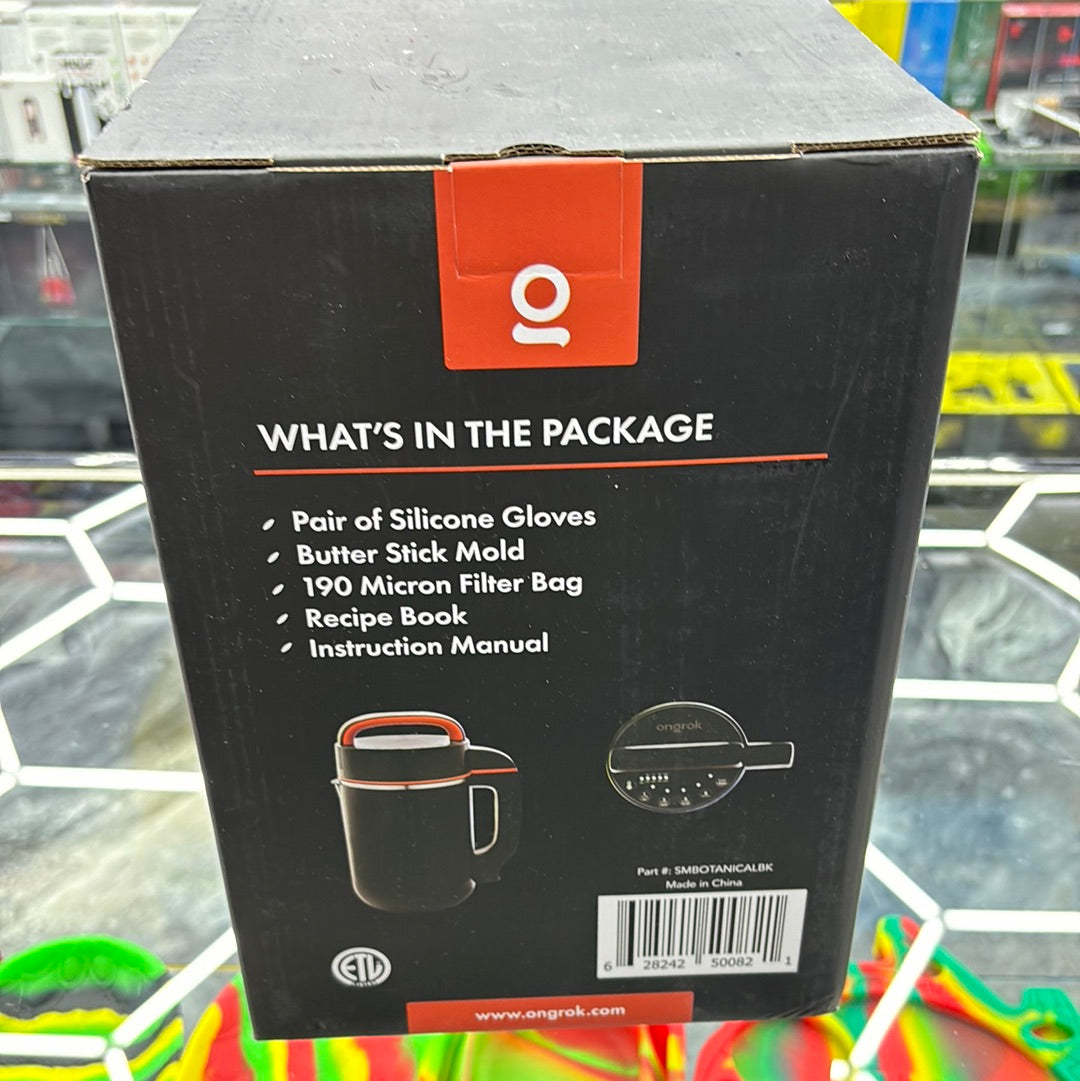 WHAT'S IN THE PACKAGE
Pair of Silicone Gloves
Butter Stick Mold
190 Micron Filter Bag
Recipe Book
Instruction Manual
ongrok
Part #: SMBOTANICALBK
Made in China
6 28242 50082 1
ETL
www.ongrok.com